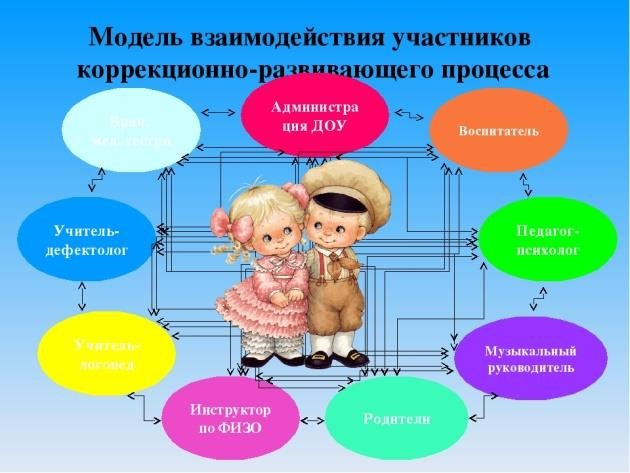 Модель взаимодействия участников
коррекционно-развивающего процесса
Администра
ция ДОУ
Врач,
мед. сестра
Воспитатель
Учитель-
дефектолог
Педагог-
психолог
Учитель-
логопед
Музыкальный
руководитель
Инструктор
по ФИЗО
Родители